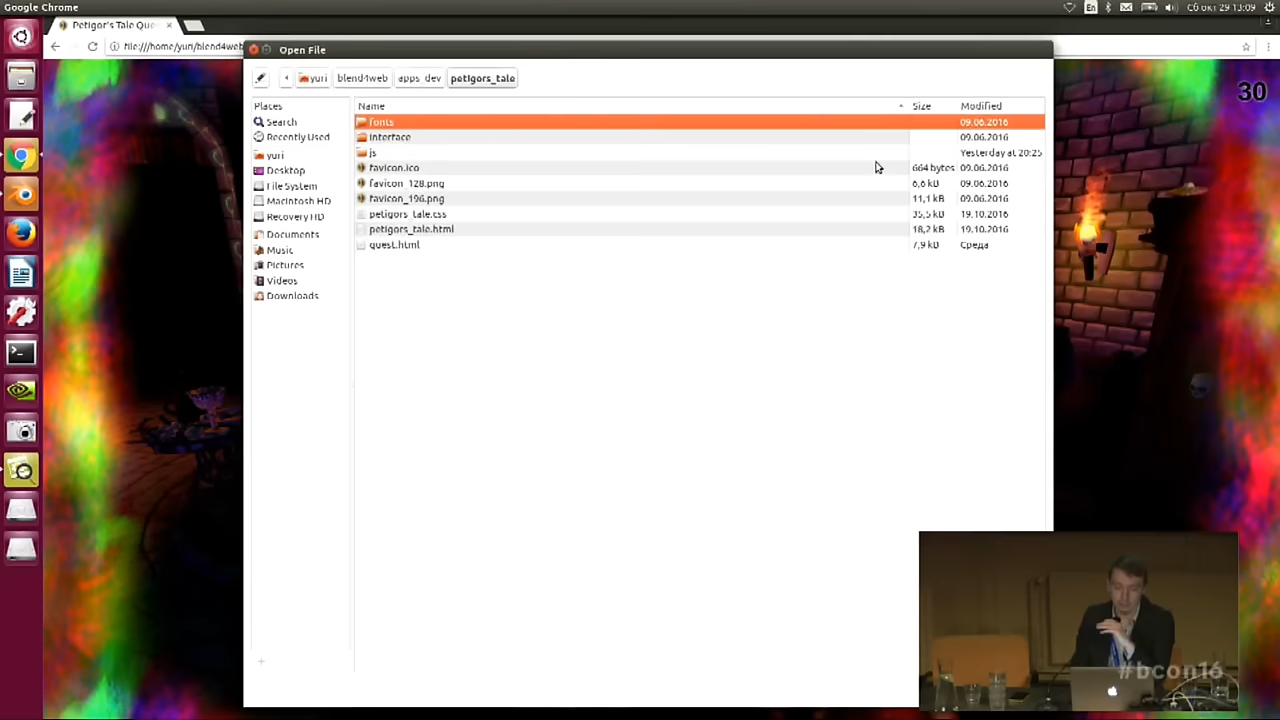 Google Chrome
En
Сб окт 29 13:09
Petigor's Tale Que
file:///home/yuri/blend4web
Open File
30
yuri
blend4web
apps_dev
petigors_tale
Places
Name
Size
Modified
Search
fonts
09.06.2016
Recently Used
interface
09.06.2016
js
Yesterday at 20:25
yuri
favicon.ico
664 bytes
09.06.2016
Desktop
favicon_128.png
6,6 kB
09.06.2016
File System
favicon_196.png
11,1 kB
09.06.2016
Macintosh HD
petigors_tale.css
35,5 kB
19.10.2016
Recovery HD
petigors_tale.html
18,2 kB
19.10.2016
Documents
quest.html
7,9 kB
Среда
Music
Pictures
Videos
Downloads
#bcon16